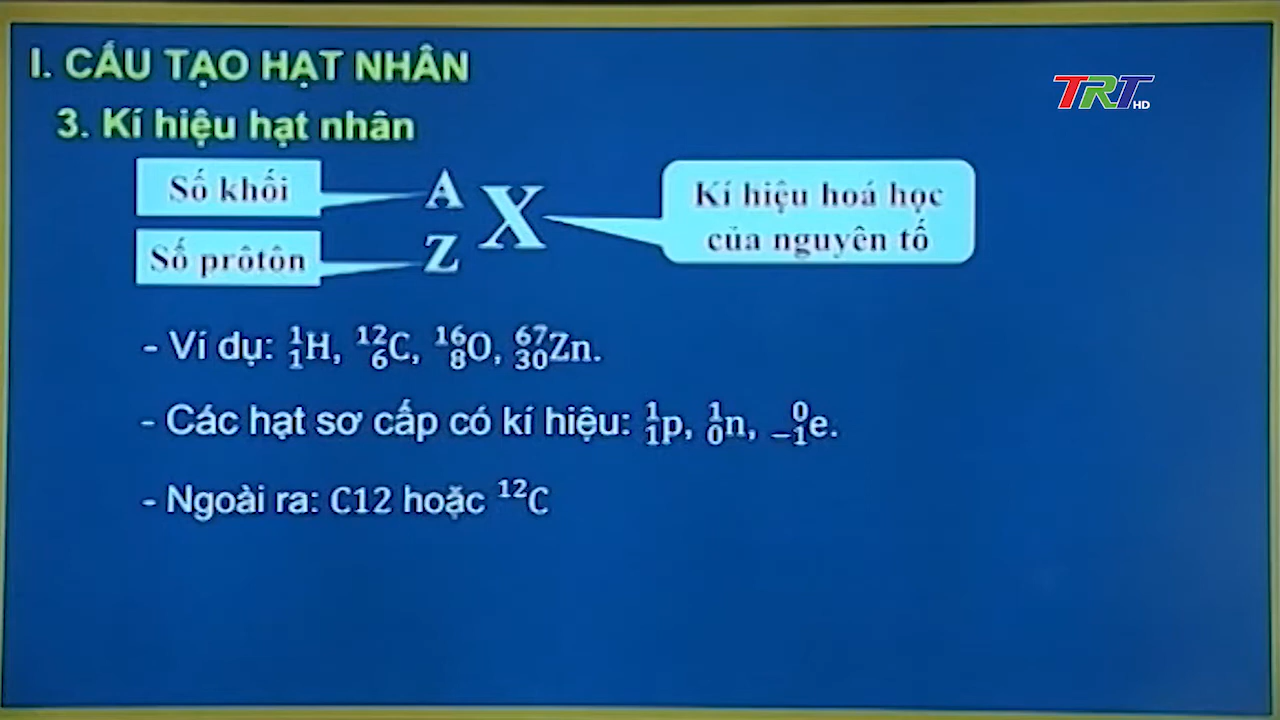 I. CẤU TẠO HẠT NHÂN
TRT HD
3. Kí hiệu hạt nhân
Số khối
A
X
Kí hiệu hoá học
của nguyên tố
Số prôtôn
Z
- Ví dụ: ¹₁H, ¹²₆C, ¹⁶₈O, ⁶⁷₃₀Zn.
- Các hạt sơ cấp có kí hiệu: ¹₁p, ¹₀n, ⁰₋₁e.
- Ngoài ra: C12 hoặc ¹²C